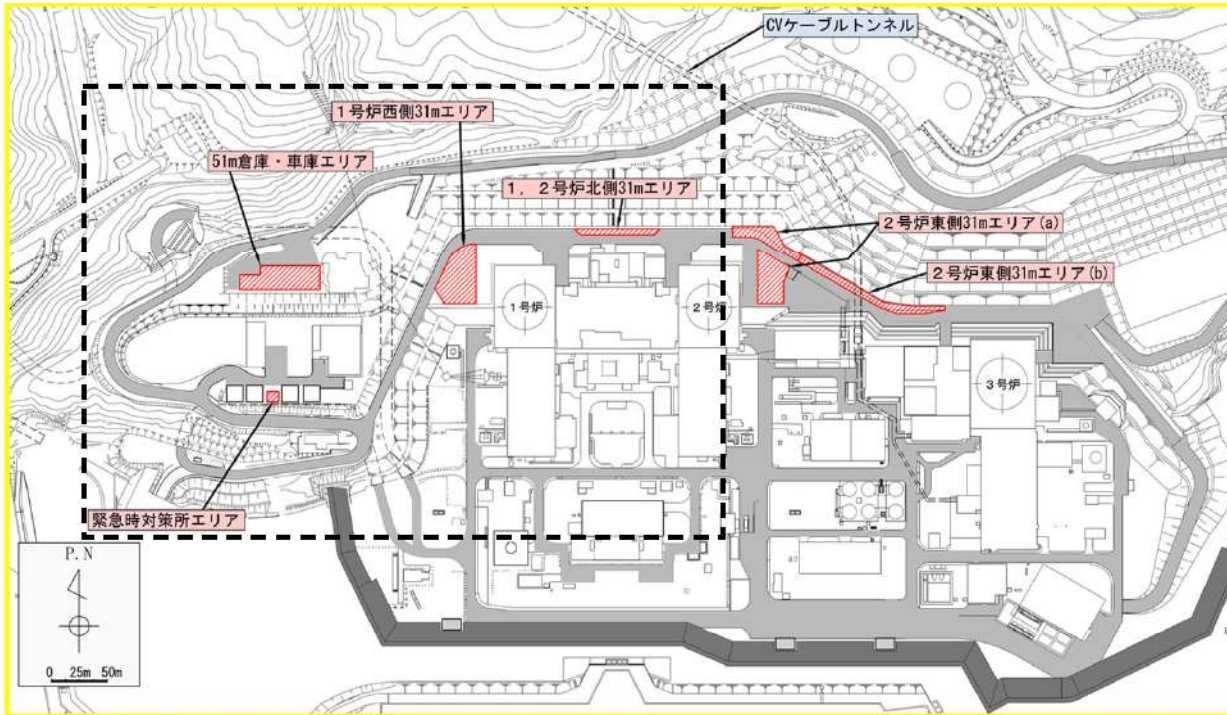 CVケーブルトンネル
1号炉西側31mエリア
51m倉庫・車庫エリア
1,2号炉北側31mエリア
2号炉東側31mエリア(a)
2号炉東側31mエリア(b)
1号炉
2号炉
3号炉
緊急時対策所エリア
P.N
0 25m 50m